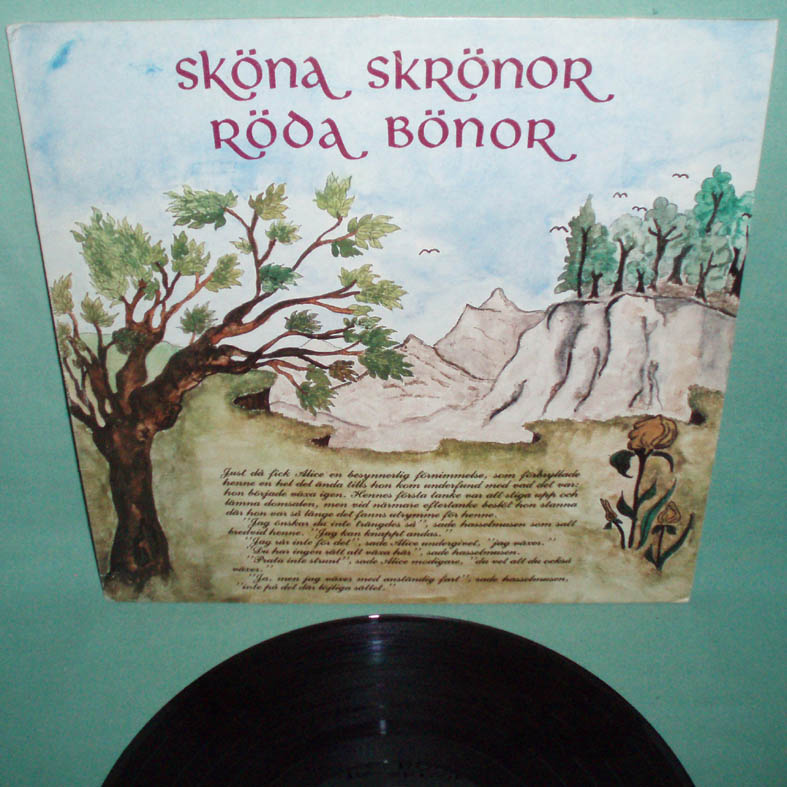 SKÖNA SKRÖNOR
RÖDA BÖNOR
Just då fick Alice en besynnerlig förnimmelse, som förbryllade
henne en hel del ända tills hon kom underfund med vad det var:
hon började växa igen. Hennes första tanke var att stiga upp och
lämna domsalen, men vid närmare eftertanke beslöt hon stanna
där hon var så länge det fanns utrymme för henne.
"Jag önskar du inte trängdes så", sade hasselmusen som satt
bredvid henne. "Jag kan knappt andas."
"Jag rår inte för det", sade Alice undergivet, "jag växer."
"Du har ingen rätt att växa här", sade hasselmusen.
"Prata inte strunt", sade Alice modigare, "du vet att du också
växer."
"Ja, men jag växer med anständig fart", sade hasselmusen,
"inte på det där löjliga sättet."